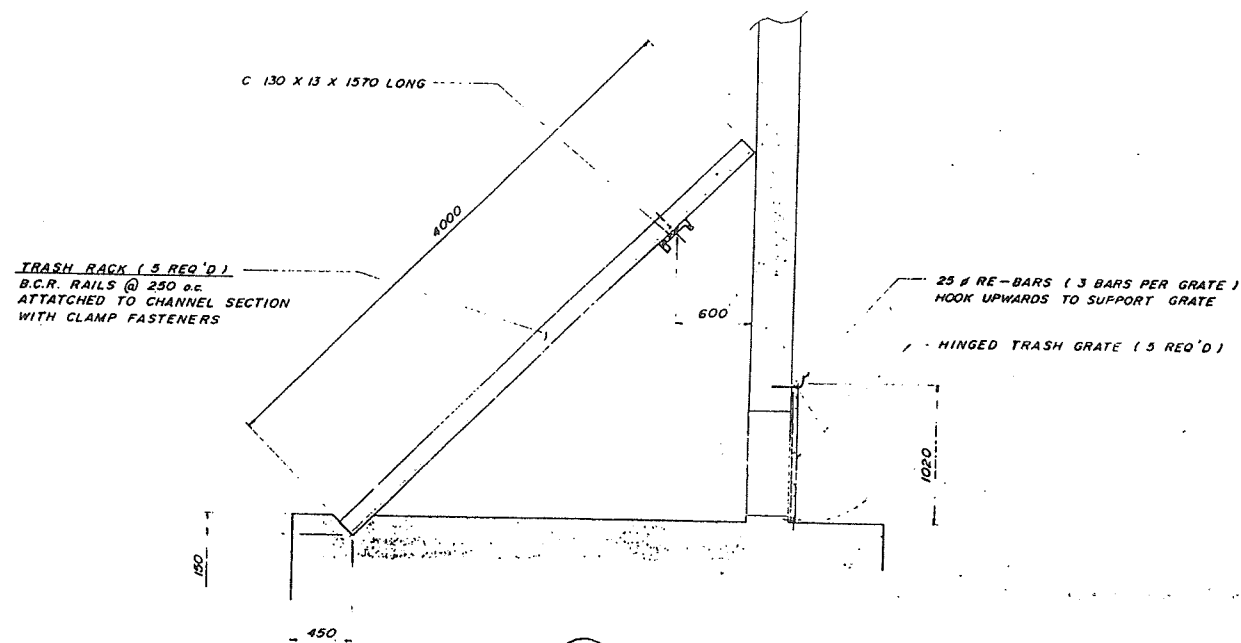 C 130 X 13 X 1570 LONG
4000
TRASH RACK ( 5 REQ'D )
B.C.R. RAILS @ 250 o.c.
ATTATCHED TO CHANNEL SECTION
WITH CLAMP FASTENERS
600
25 ø RE-BARS ( 3 BARS PER GRATE )
HOOK UPWARDS TO SUPPORT GRATE
HINGED TRASH GRATE ( 5 REQ'D )
1020
150
450